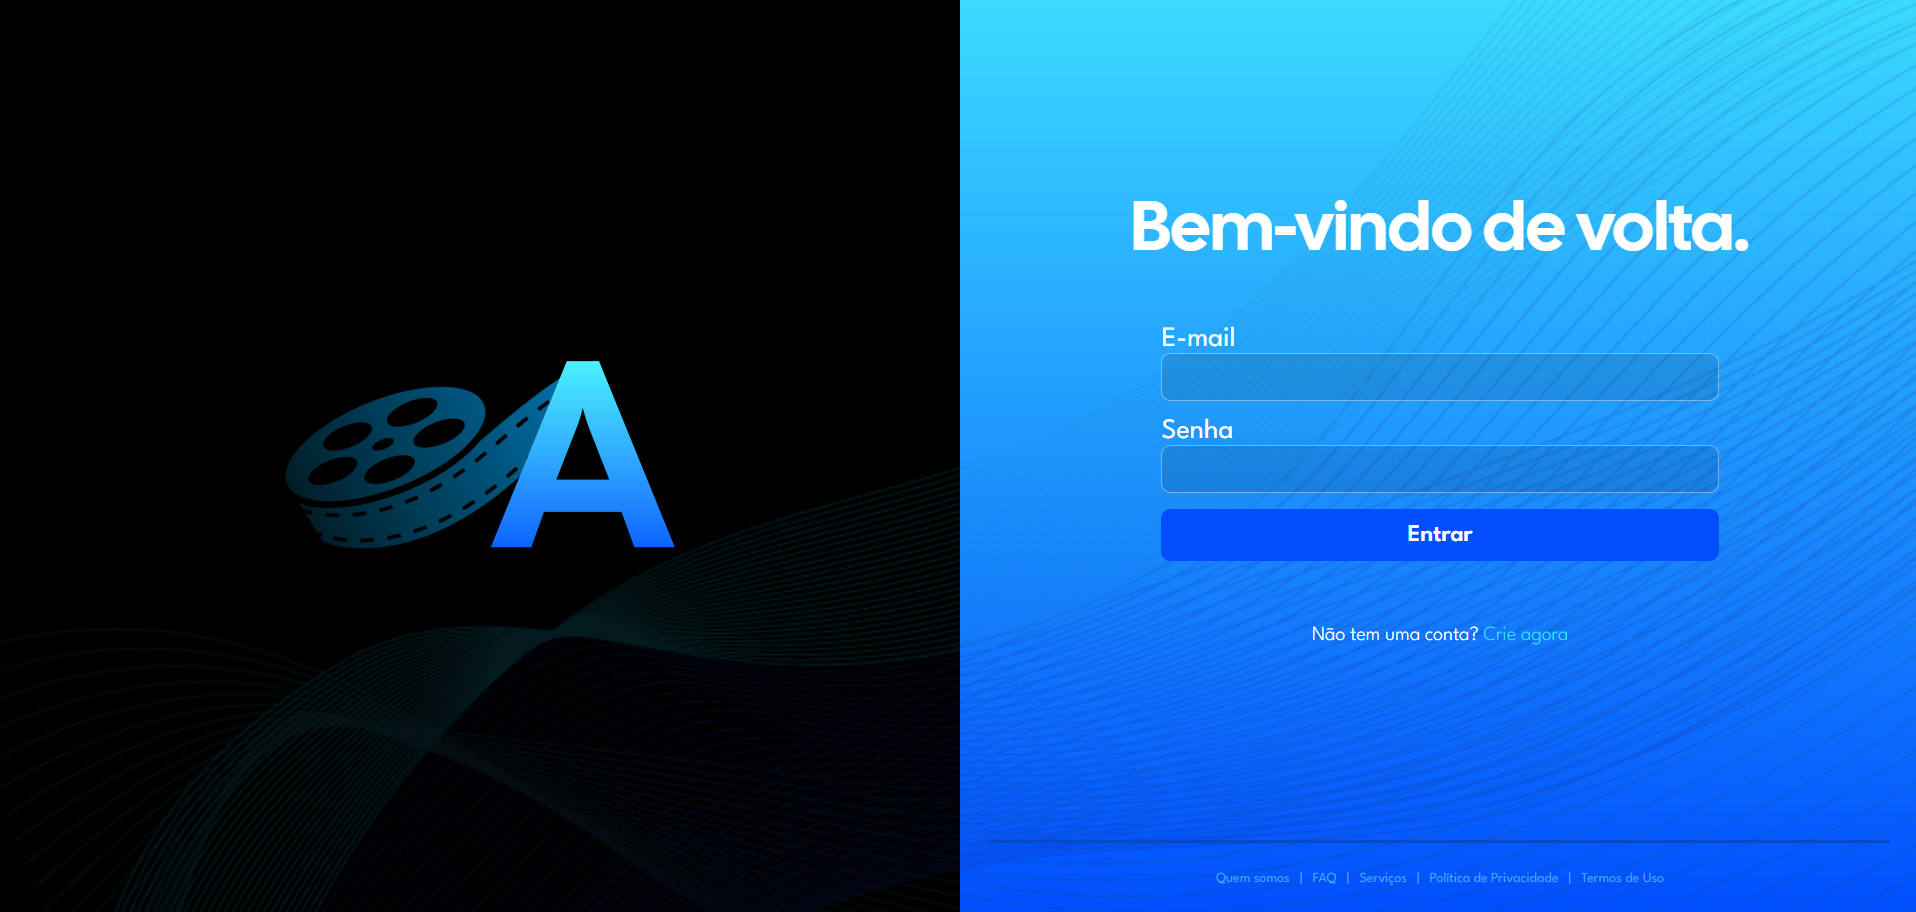 A
Bem-vindo de volta.
E-mail
Senha
Entrar
Não tem uma conta? Crie agora
Quem somos | FAQ | Serviços | Política de Privacidade | Termos de Uso